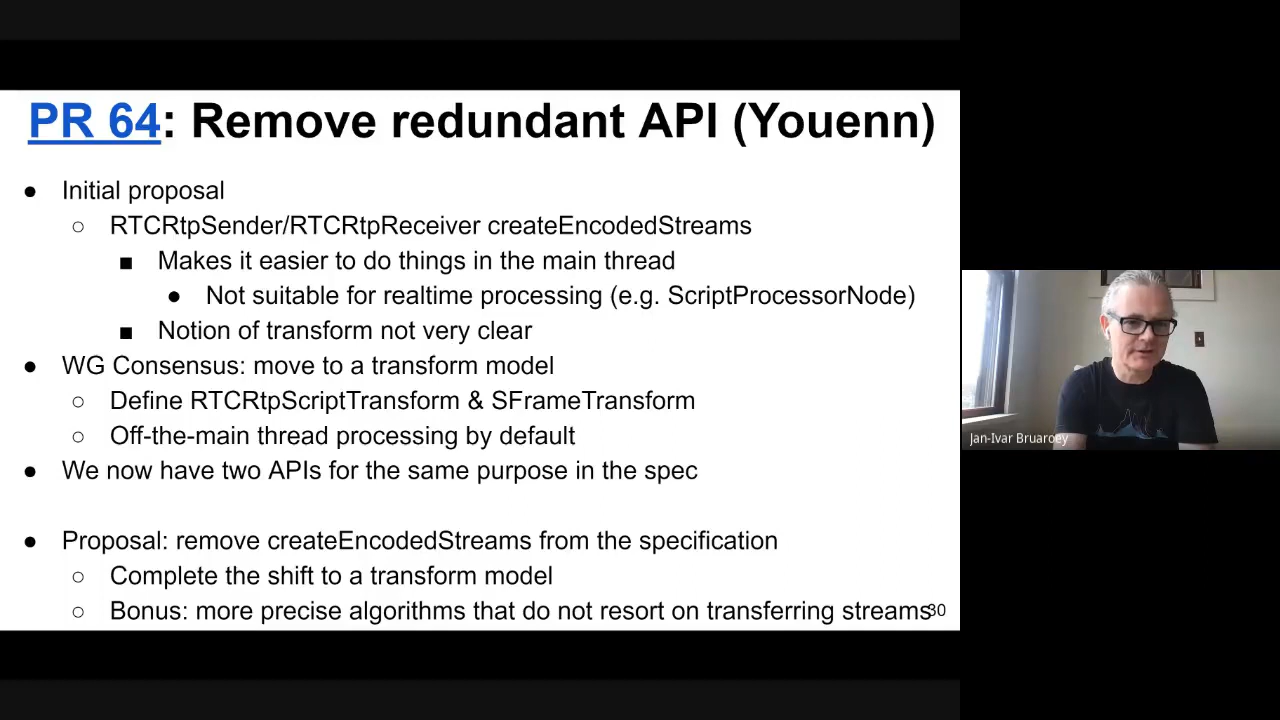 PR 64: Remove redundant API (Youenn)
● Initial proposal
○ RTCRtpSender/RTCRtpReceiver createEncodedStreams
■ Makes it easier to do things in the main thread
● Not suitable for realtime processing (e.g. ScriptProcessorNode)
■ Notion of transform not very clear
● WG Consensus: move to a transform model
○ Define RTCRtpScriptTransform & SFrameTransform
○ Off-the-main thread processing by default
● We now have two APIs for the same purpose in the spec
● Proposal: remove createEncodedStreams from the specification
○ Complete the shift to a transform model
○ Bonus: more precise algorithms that do not resort on transferring streams
30
Jan-Ivar Bruaroey